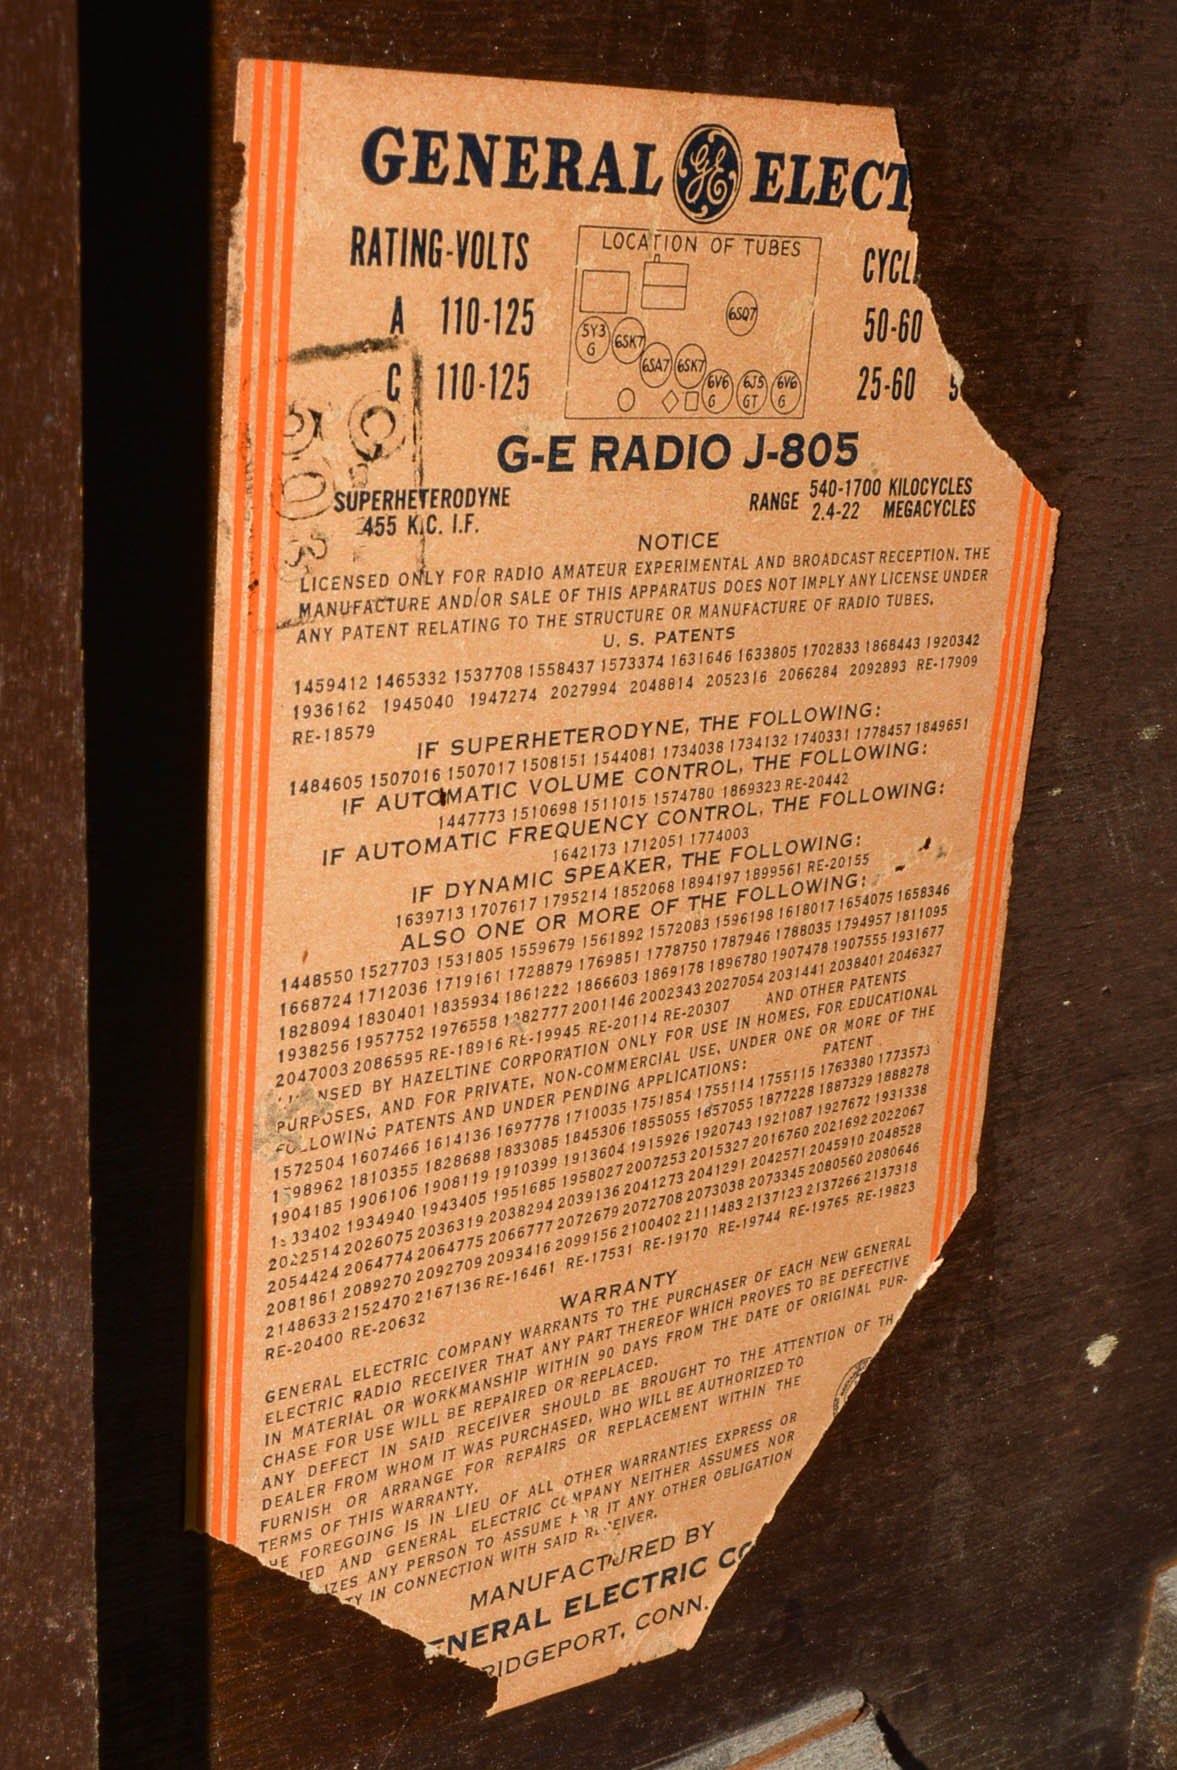 GENERAL GE ELECT
RATING-VOLTS
A 110-125
C 110-125
LOCATION OF TUBES
6SQ7
5Y3 G
6SK7
6SA7
6SK7
6V6 G
6J5 GT
6V6 G
CYCL
50-60
25-60
G-E RADIO J-805
SUPERHETERODYNE
455 K.C. I.F.
RANGE 540-1700 KILOCYCLES
2.4-22 MEGACYCLES
NOTICE
LICENSED ONLY FOR RADIO AMATEUR EXPERIMENTAL AND BROADCAST RECEPTION. THE
MANUFACTURE AND/OR SALE OF THIS APPARATUS DOES NOT IMPLY ANY LICENSE UNDER
ANY PATENT RELATING TO THE STRUCTURE OR MANUFACTURE OF RADIO TUBES.
U. S. PATENTS
1459412 1465332 1537708 1558437 1573374 1631646 1633805 1702833 1868443 1920342
1936162 1945040 1947274 2027994 2048814 2052316 2066284 2092893 RE-17909
RE-18579
IF SUPERHETERODYNE, THE FOLLOWING:
1484605 1507016 1507017 1508151 1544081 1734038 1734132 1740331 1778457 1849651
IF AUTOMATIC VOLUME CONTROL, THE FOLLOWING:
1447773 1510698 1511015 1574780 1869323 RE-20442
IF AUTOMATIC FREQUENCY CONTROL, THE FOLLOWING:
1642173 1712051 1774003
IF DYNAMIC SPEAKER, THE FOLLOWING:
1639713 1707617 1795214 1852068 1894197 1899561 RE-20155
ALSO ONE OR MORE OF THE FOLLOWING:
1448550 1527703 1531805 1559679 1561892 1572083 1596198 1618017 1654075 1658346
1668724 1712036 1719161 1728879 1769851 1778750 1787946 1788035 1794957 1811095
1828094 1830401 1835934 1861222 1866603 1869178 1896780 1907478 1907555 1931677
1938256 1957752 1976558 1982777 2001146 2002343 2027054 2031441 2038401 2046327
2047003 2086595 RE-18916 RE-19945 RE-20114 RE-20307 AND OTHER PATENTS
NSED BY HAZELTINE CORPORATION ONLY FOR USE IN HOMES, FOR EDUCATIONAL
PURPOSES, AND FOR PRIVATE, NON-COMMERCIAL USE, UNDER ONE OR MORE OF THE
FOLLOWING PATENTS AND UNDER PENDING APPLICATIONS: PATENT
1572504 1607466 1614136 1697778 1710035 1751854 1755114 1755115 1763380 1773573
1798962 1810355 1828688 1833085 1845306 1855055 1857055 1877228 1887329 1888278
1904185 1906106 1908119 1910399 1913604 1915926 1920743 1921087 1927672 1931338
1933402 1934940 1943405 1951685 1958027 2007253 2015327 2016760 2021692 2022067
2022514 2026075 2036319 2038294 2039136 2041273 2041291 2042571 2045910 2048528
2054424 2064774 2064775 2066777 2072679 2072708 2073038 2073345 2080560 2080646
2081861 2089270 2092709 2093416 2099156 2100402 2111483 2137123 2137266 2137318
2148633 2152470 2167136 RE-16461 RE-17531 RE-19170 RE-19744 RE-19765 RE-19823
RE-20400 RE-20632
WARRANTY
GENERAL ELECTRIC COMPANY WARRANTS TO THE PURCHASER OF EACH NEW GENERAL
ELECTRIC RADIO RECEIVER THAT ANY PART THEREOF WHICH PROVES TO BE DEFECTIVE
IN MATERIAL OR WORKMANSHIP WITHIN 90 DAYS FROM THE DATE OF ORIGINAL PUR-
CHASE FOR USE WILL BE REPAIRED OR REPLACED.
ANY DEFECT IN SAID RECEIVER SHOULD BE BROUGHT TO THE ATTENTION OF TH
DEALER FROM WHOM IT WAS PURCHASED, WHO WILL BE AUTHORIZED TO
FURNISH OR ARRANGE FOR REPAIRS OR REPLACEMENT WITHIN THE
TERMS OF THIS WARRANTY.
HE FOREGOING IS IN LIEU OF ALL OTHER WARRANTIES EXPRESS OR
IED AND GENERAL ELECTRIC COMPANY NEITHER ASSUMES NOR
IZES ANY PERSON TO ASSUME FOR IT ANY OTHER OBLIGATION
TY IN CONNECTION WITH SAID RECEIVER.
MANUFACTURED BY
ENERAL ELECTRIC CO
RIDGEPORT, CONN.